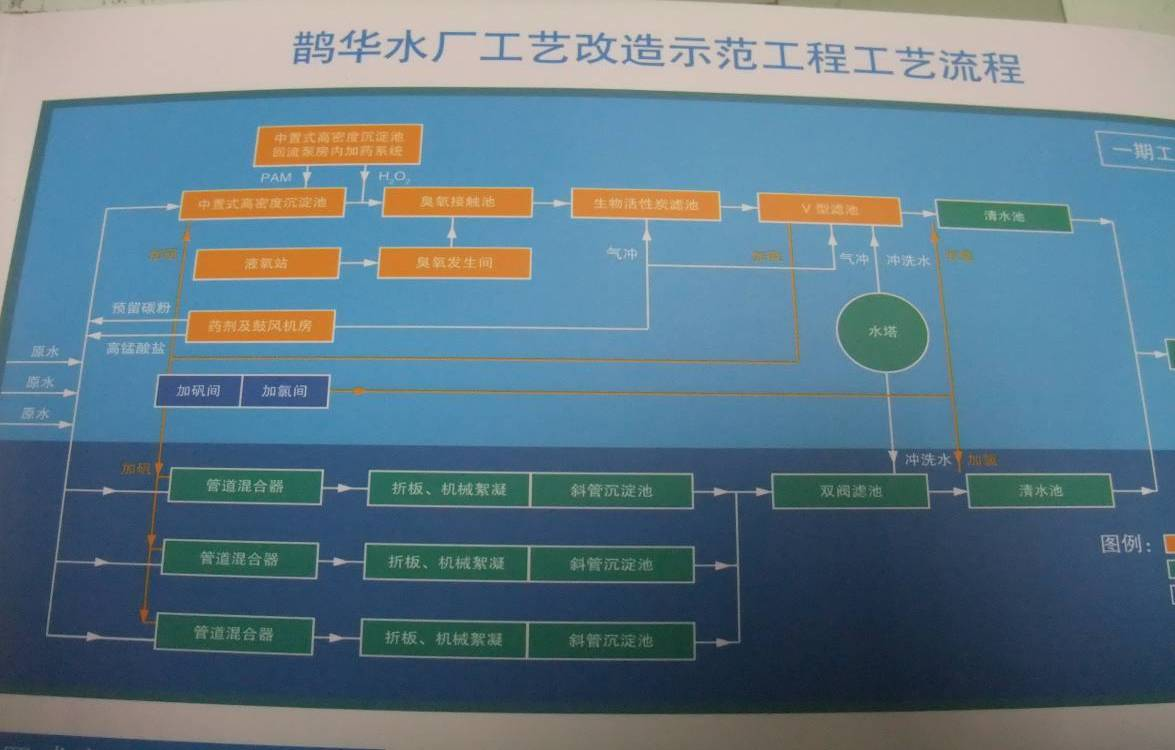 鹊华水厂工艺改造示范工程工艺流程
一期工
中置式高密度沉淀池
回流泵房内加药系统
PAM
H₂O₂
中置式高密度沉淀池
臭氧接触池
生物活性炭滤池
V型滤池
清水池
加矾
液氧站
臭氧发生间
气冲
加氯
气冲
冲洗水
加氯
预留碳粉
药剂及鼓风机房
高锰酸盐
水塔
原水
原水
原水
加矾间
加氯间
加矾
冲洗水
加氯
管道混合器
折板、机械絮凝
斜管沉淀池
双阀滤池
清水池
管道混合器
折板、机械絮凝
斜管沉淀池
图例：
管道混合器
折板、机械絮凝
斜管沉淀池